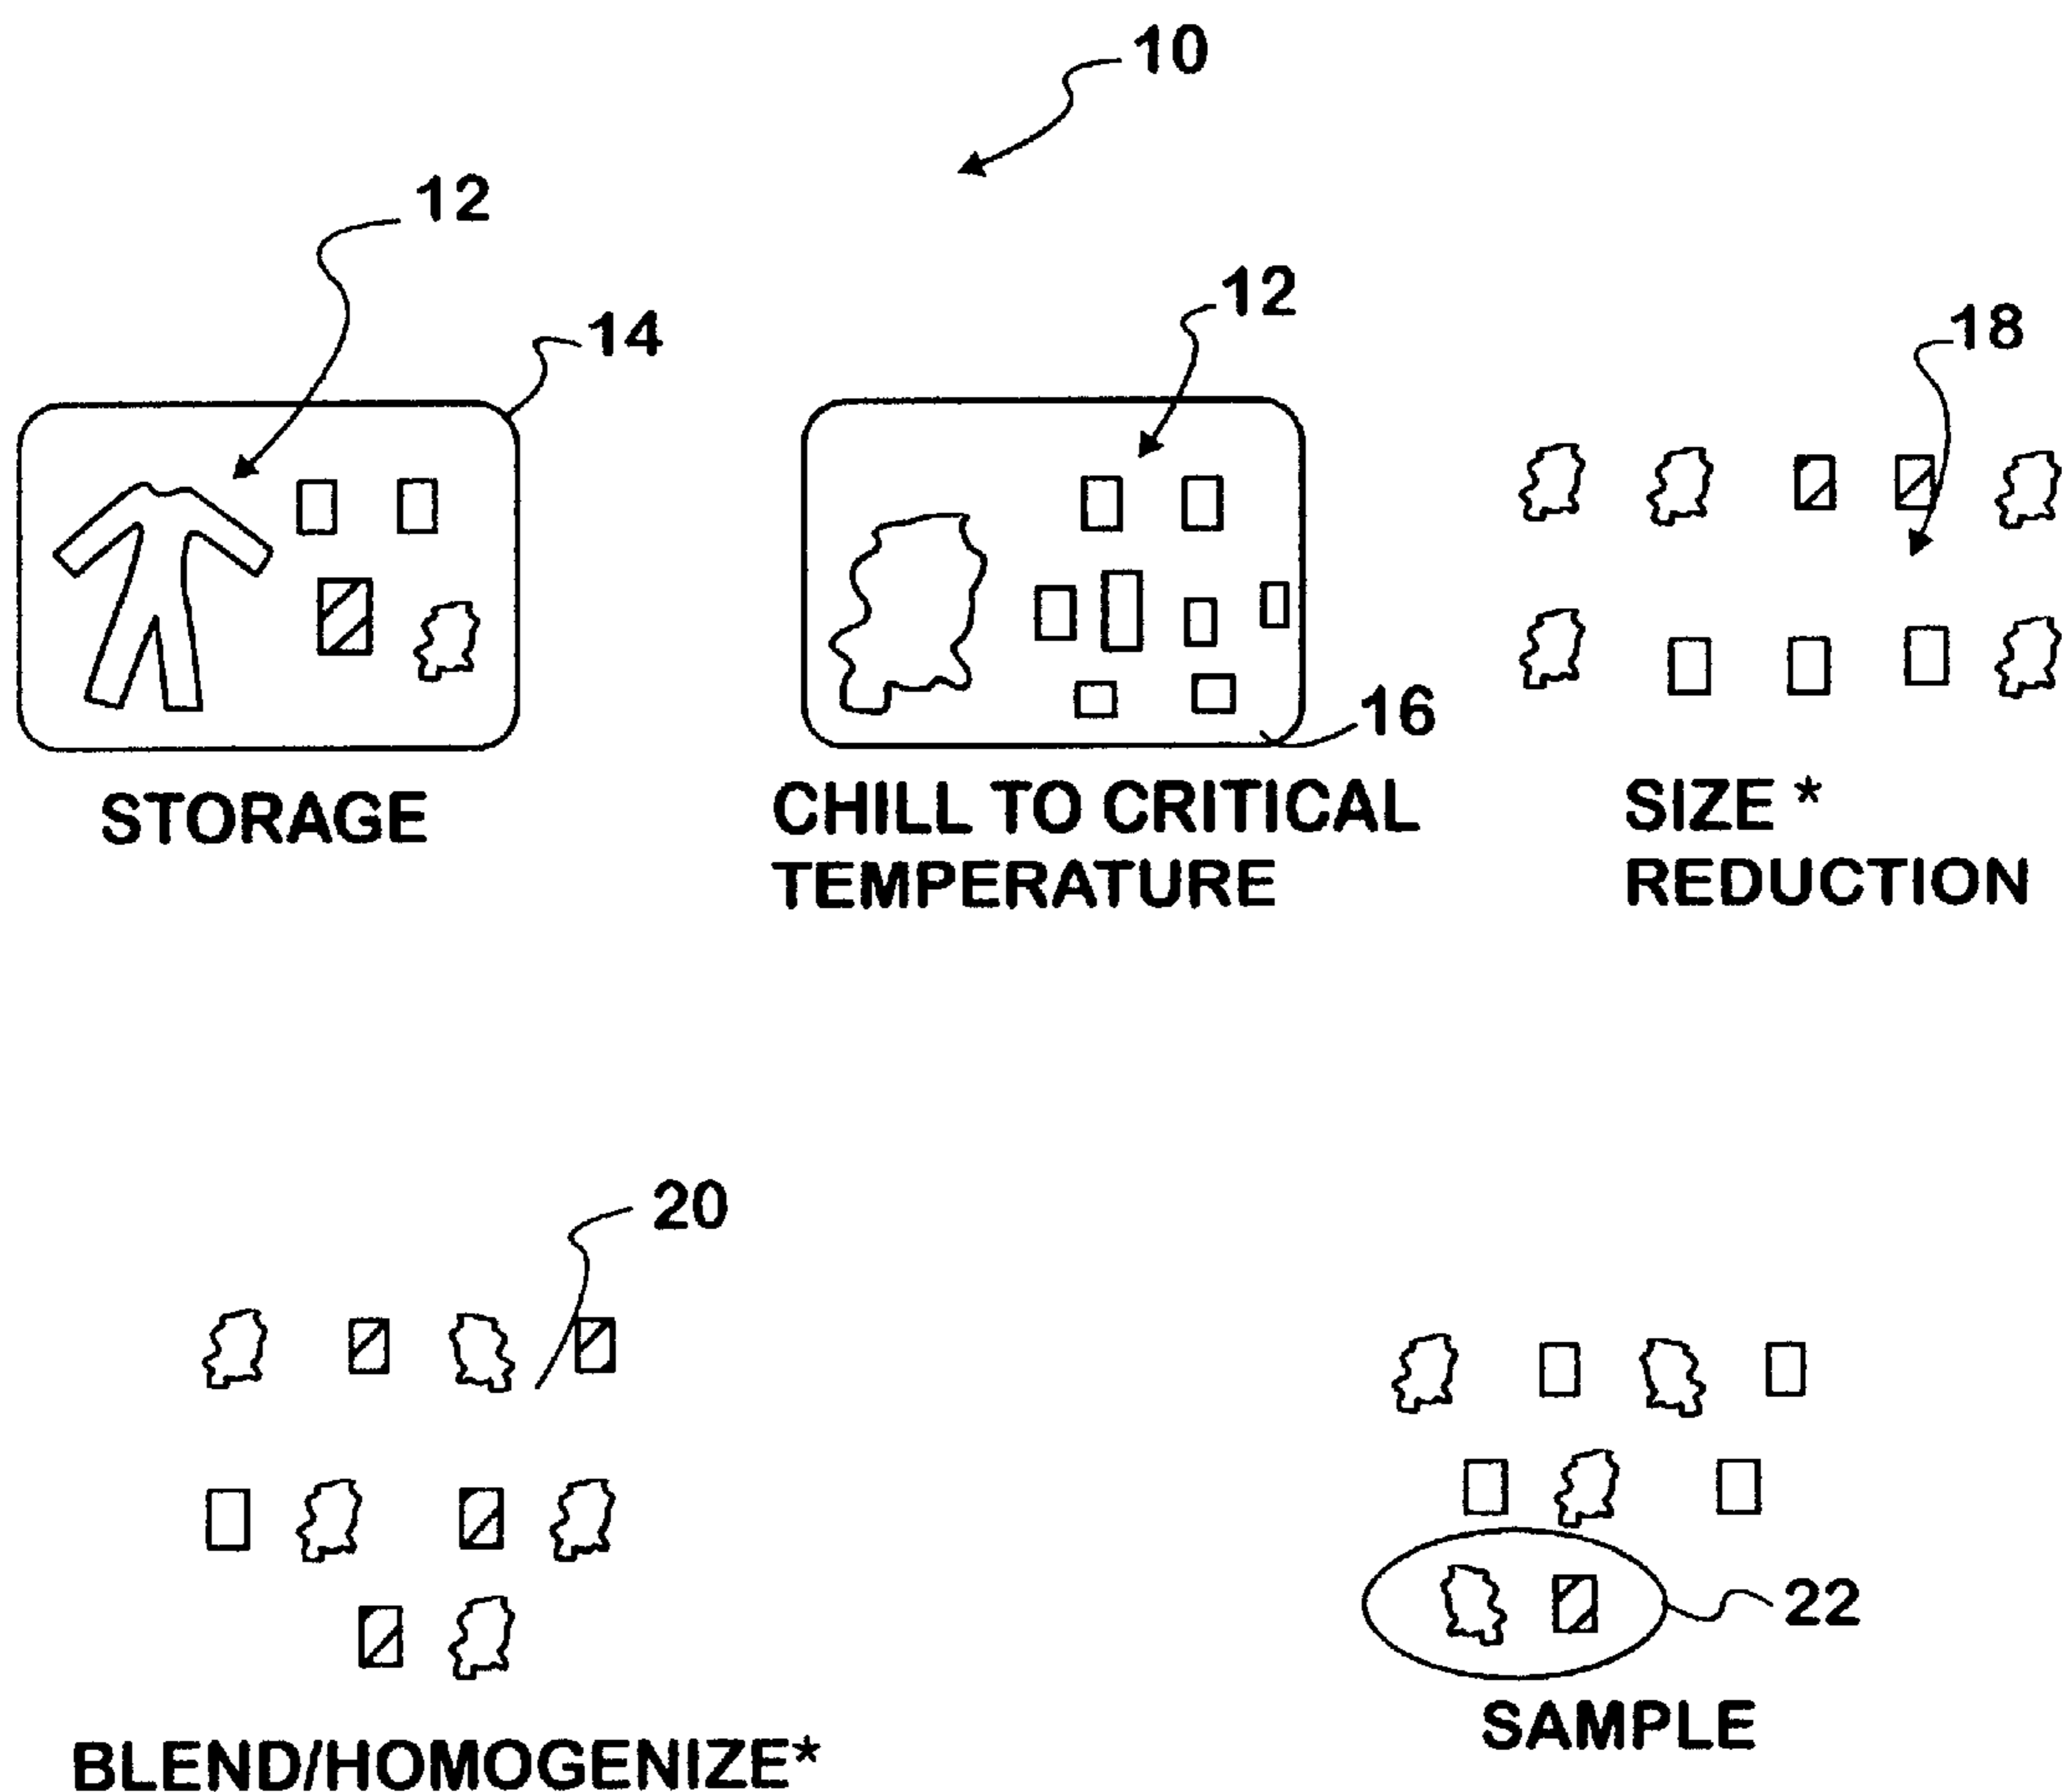 10
12
14
12
18
16
STORAGE
CHILL TO CRITICAL
TEMPERATURE
SIZE *
REDUCTION
20
22
SAMPLE
BLEND/HOMOGENIZE*